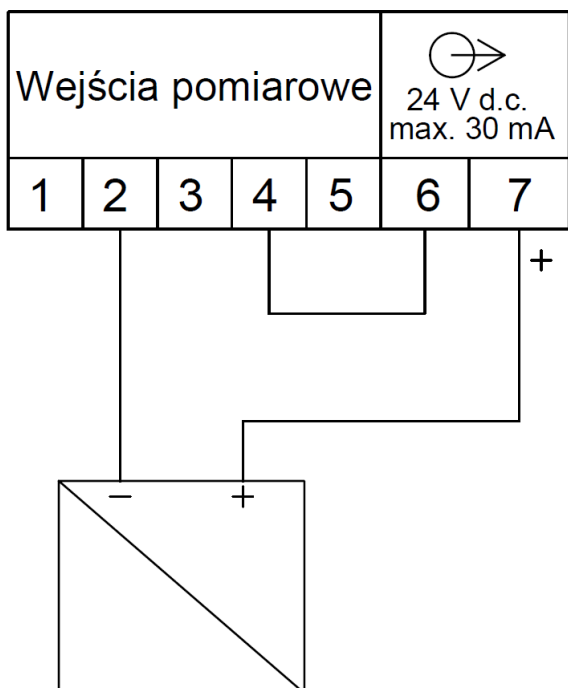 Wejścia pomiarowe
24 V d.c.
max. 30 mA
1 2 3 4 5 6 7
+
− +